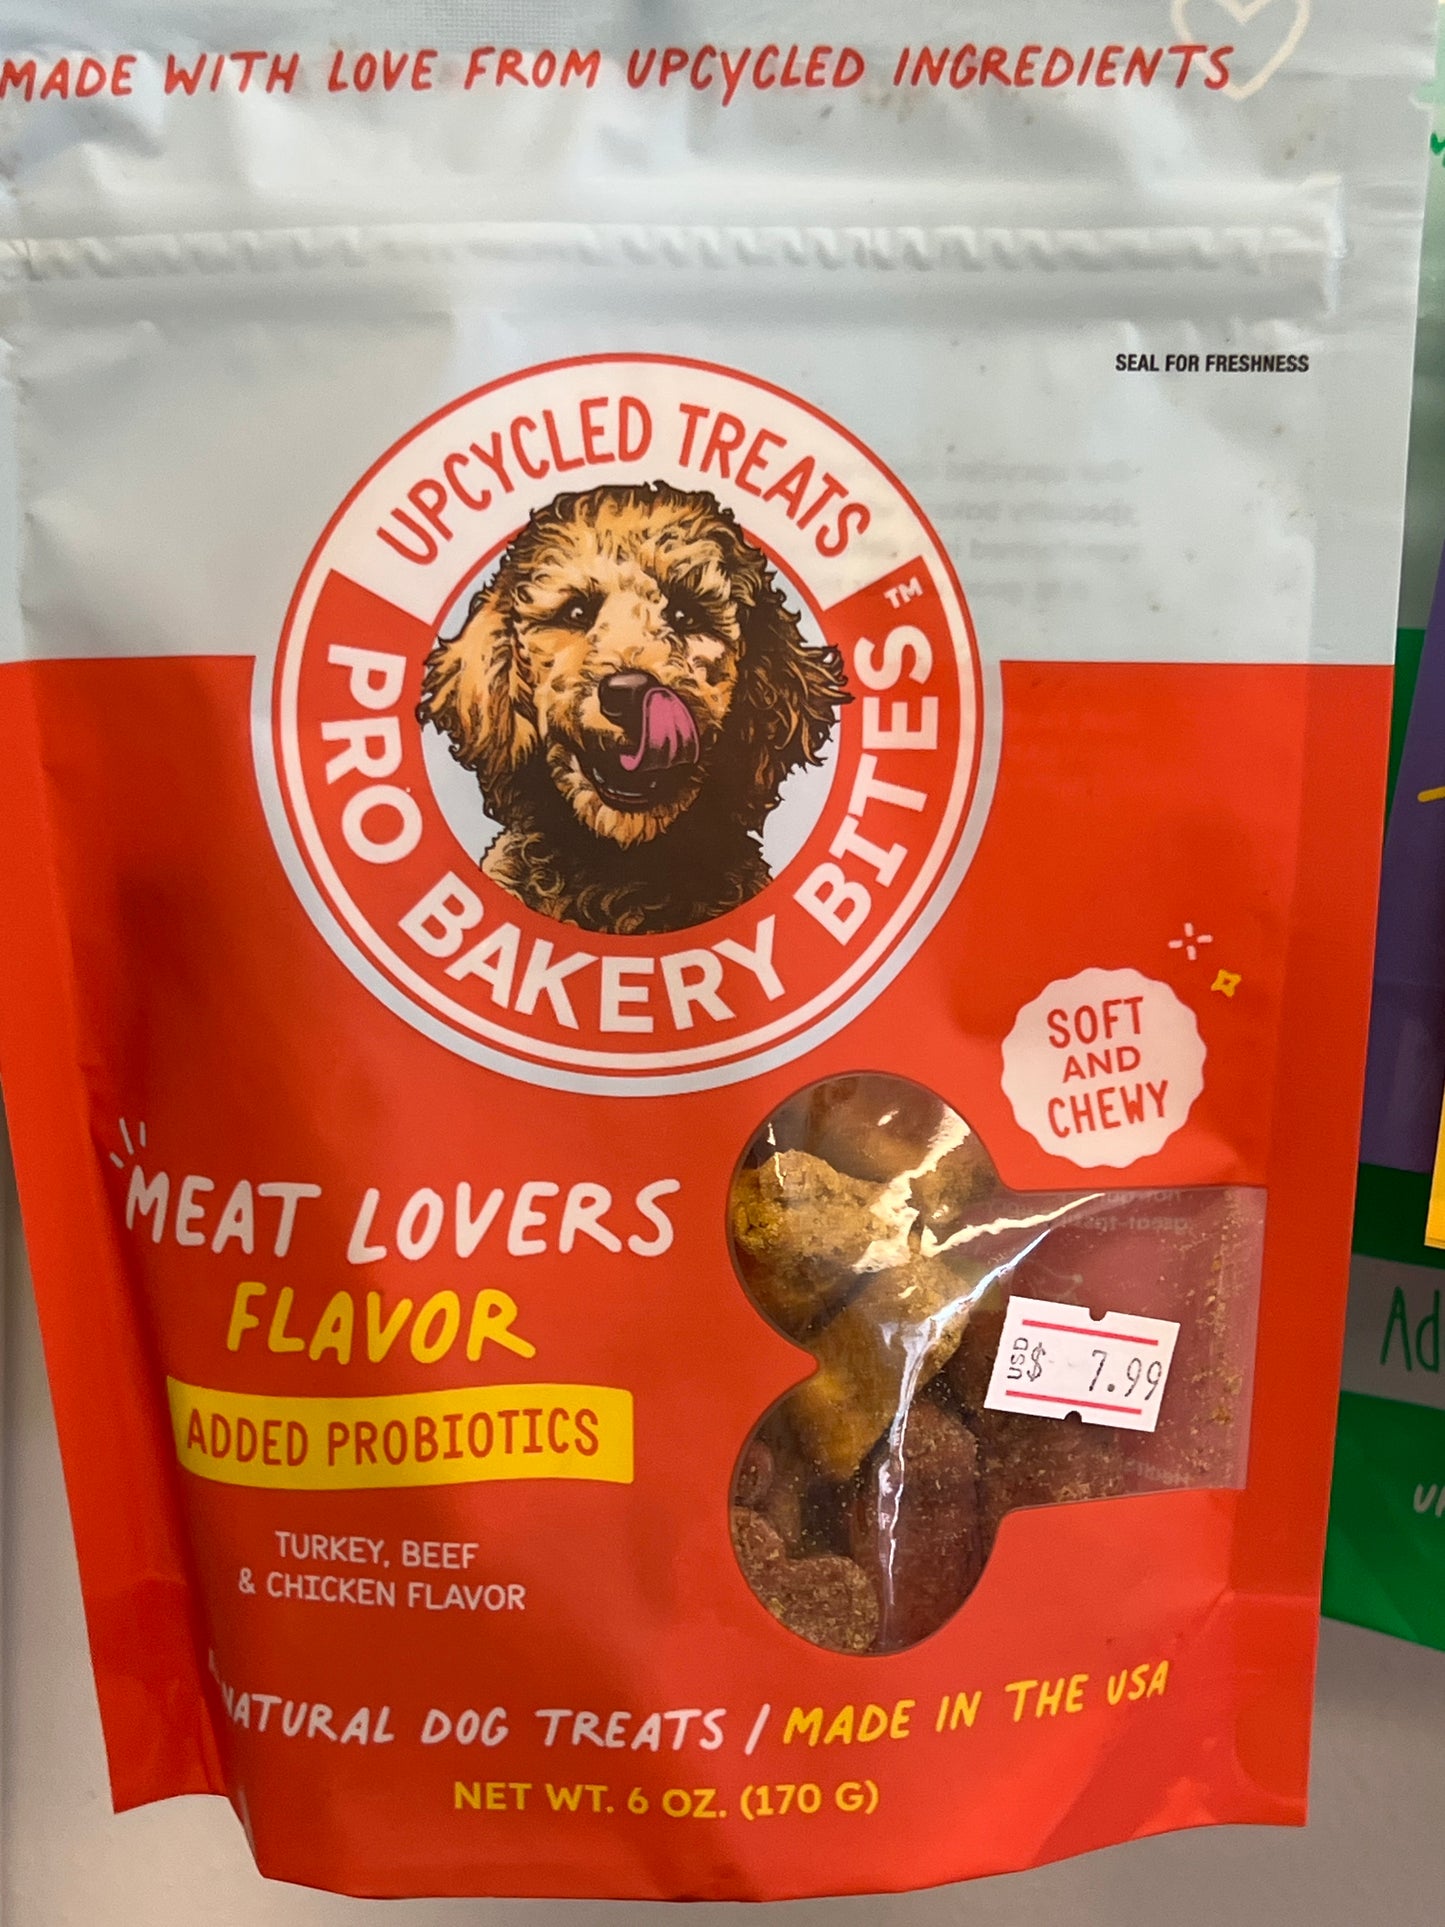 MADE WITH LOVE FROM UPCYCLED INGREDIENTS
SEAL FOR FRESHNESS
UPCYCLED TREATS
PRO BAKERY BITES™
SOFT
AND
CHEWY
MEAT LOVERS
FLAVOR
ADDED PROBIOTICS
USD $ 7.99
TURKEY, BEEF
& CHICKEN FLAVOR
NATURAL DOG TREATS / MADE IN THE USA
NET WT. 6 OZ. (170 G)
Ad